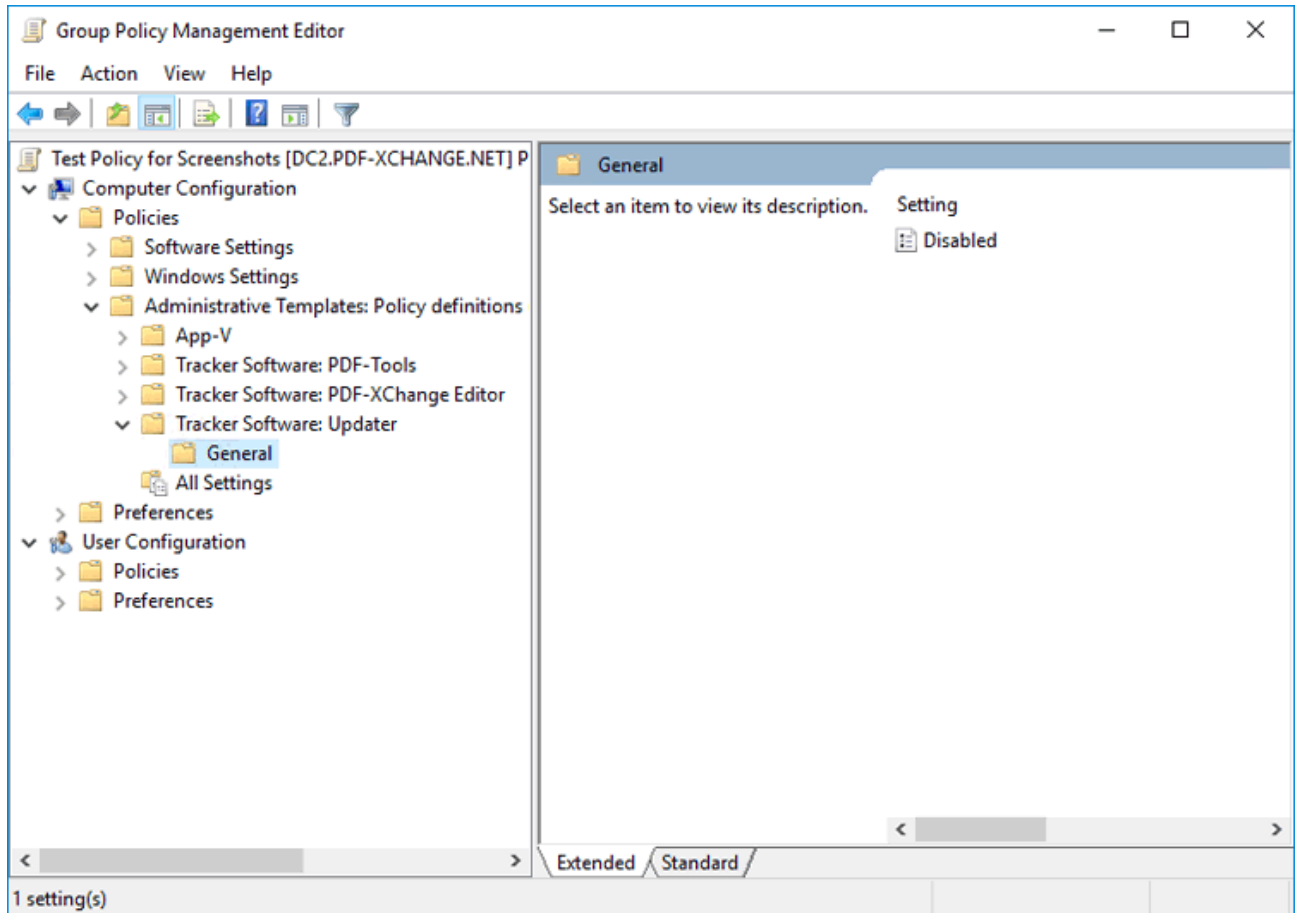 Group Policy Management Editor
File Action View Help
Test Policy for Screenshots [DC2.PDF-XCHANGE.NET] P
Computer Configuration
Policies
Software Settings
Windows Settings
Administrative Templates: Policy definitions
App-V
Tracker Software: PDF-Tools
Tracker Software: PDF-XChange Editor
Tracker Software: Updater
General
All Settings
Preferences
User Configuration
Policies
Preferences
General
Select an item to view its description.
Setting
Disabled
Extended Standard
1 setting(s)